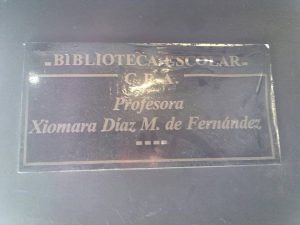 BIBLIOTECA ESCOLAR
C.R.A.
Profesora
Xiomara Díaz M. de Fernández